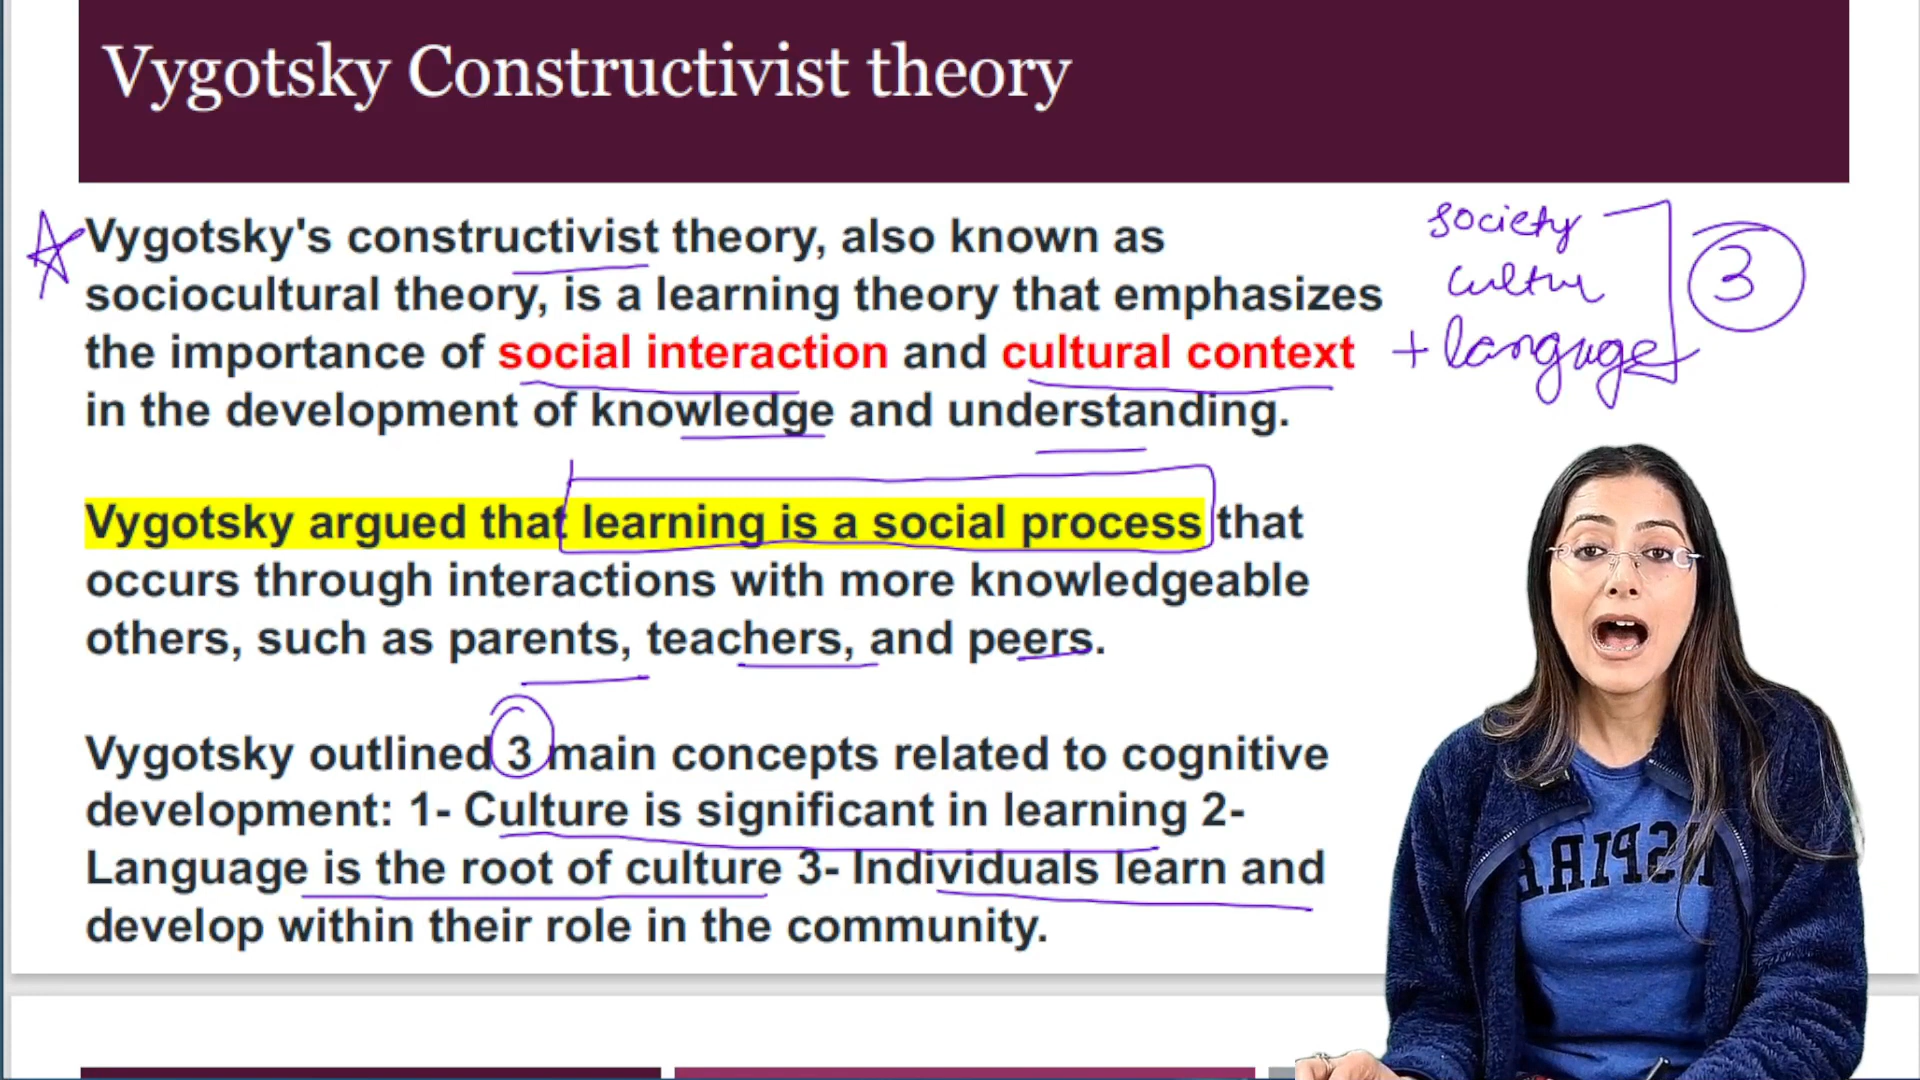 Vygotsky Constructivist theory
Vygotsky's constructivist theory, also known as
sociocultural theory, is a learning theory that emphasizes
the importance of social interaction and cultural context
in the development of knowledge and understanding.
society
cultur
+ language
3
Vygotsky argued that learning is a social process that
occurs through interactions with more knowledgeable
others, such as parents, teachers, and peers.
Vygotsky outlined 3 main concepts related to cognitive
development: 1- Culture is significant in learning 2-
Language is the root of culture 3- Individuals learn and
develop within their role in the community.